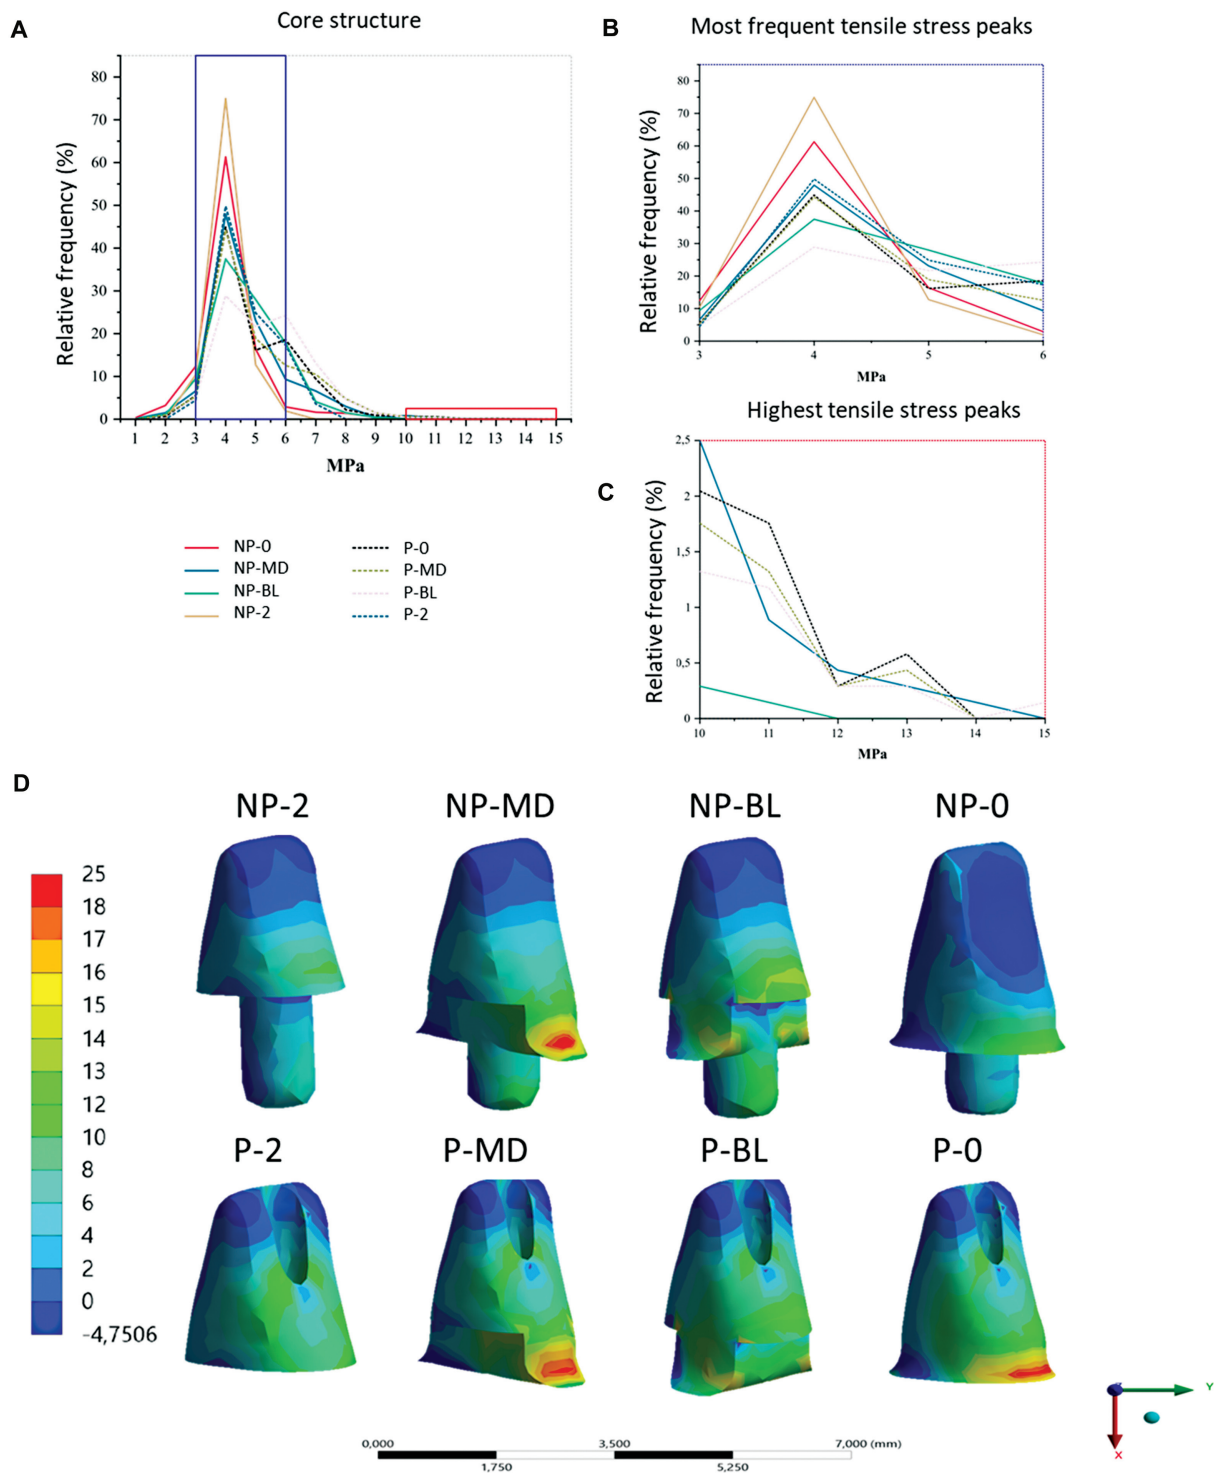 A
Core structure
Relative frequency (%)
80
70
60
50
40
30
20
10
0
1 2 3 4 5 6 7 8 9 10 11 12 13 14 15
MPa
B
Most frequent tensile stress peaks
Relative frequency (%)
80
70
60
50
40
30
20
10
0
3 4 5 6
MPa
C
Highest tensile stress peaks
Relative frequency (%)
2,5
2
1,5
1
0,5
0
10 11 12 13 14 15
MPa
NP-0 P-0
NP-MD P-MD
NP-BL P-BL
NP-2 P-2
D
NP-2 NP-MD NP-BL NP-0
25
18
17
16
15
14
13
12
10
8
6
4
2
0
-4,7506
P-2 P-MD P-BL P-0
0,000 3,500 7,000 (mm)
1,750 5,250
Y
X